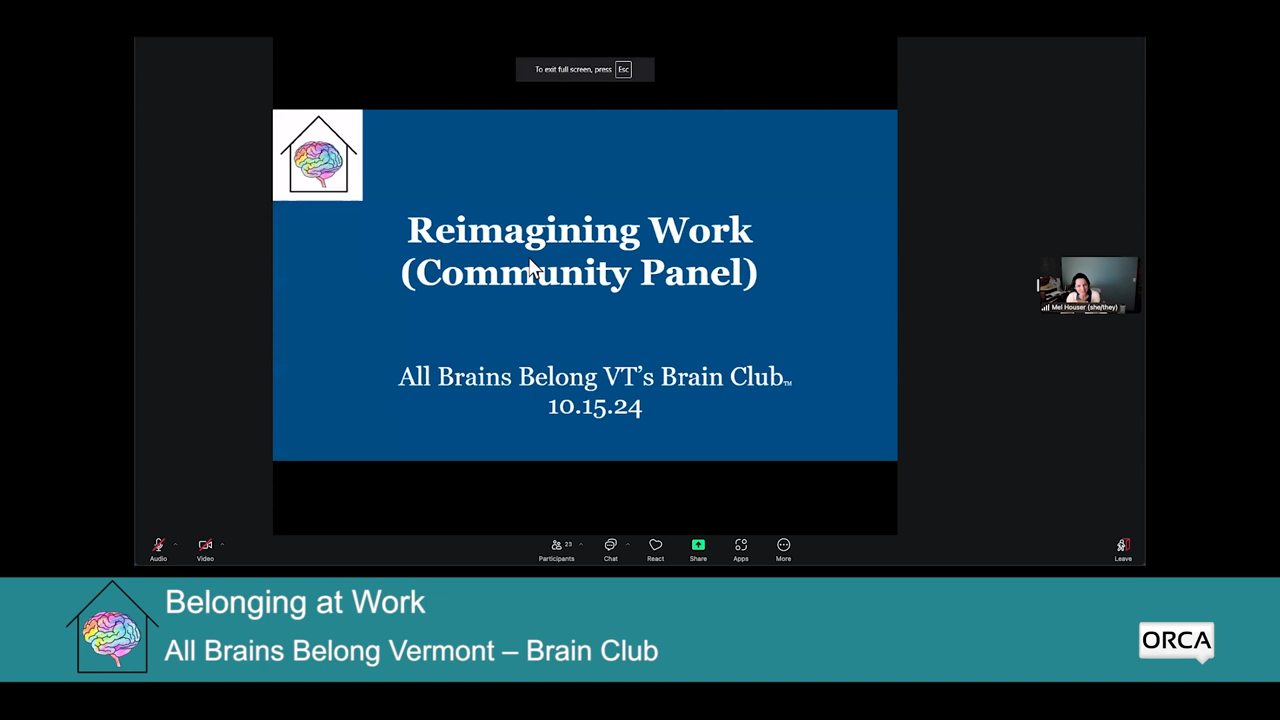 To exit full screen, press Esc
Reimagining Work
(Community Panel)
All Brains Belong VT's Brain Club™
10.15.24
Mel Houser (she/they)
Audio
Video
Participants
23
Chat
React
Share
Apps
More
Leave
Belonging at Work
All Brains Belong Vermont – Brain Club
ORCA